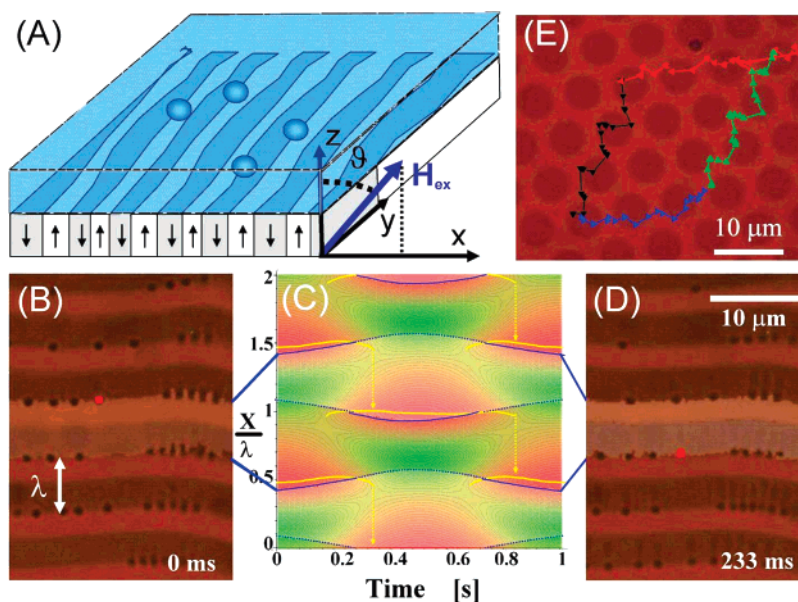 (A)
z
ϑ
H ex
y
x
(E)
10 μm
(B)
λ
0 ms
(C)
2
1.5
1
X
λ
0.5
0
0 0.2 0.4 0.6 0.8 1
Time [s]
(D)
10 μm
233 ms